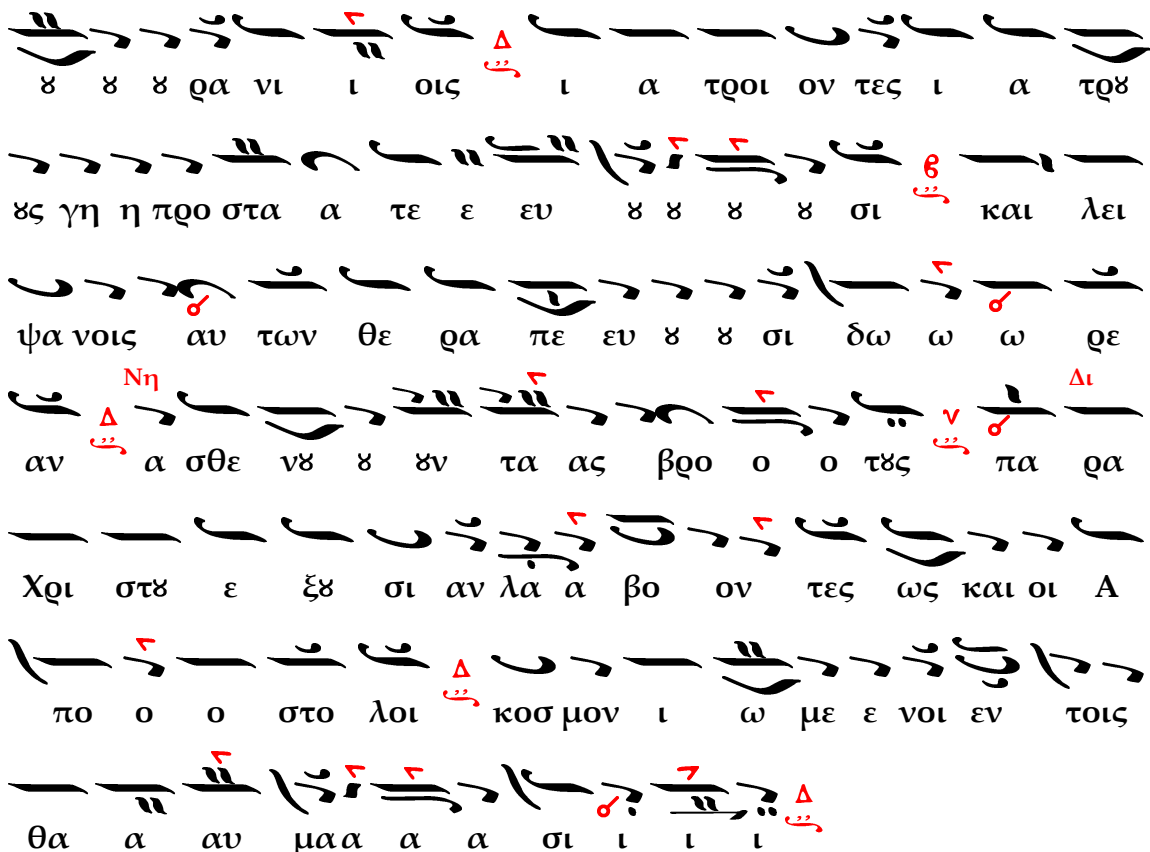 ȣ ȣ ȣ ρα νι ι οις Δ ι α τροι ον τες ι α τρȣ
ȣς γη η προ στα α τε ε ευ ȣ ȣ ȣ ȣ σι και λει
ψα νοις αυ των θε ρα πε ευ ȣ ȣ σι δω ω ω ρε
Νη Δι
αν Δ α σθε νȣ ȣ ȣν τα ας βρο ο ο τȣς ν πα ρα
Χρι στȣ ε ξȣ σι αν λα α βο ον τες ως και οι Α
πο ο ο στο λοι Δ κοσ μον ι ω με ε νοι εν τοις
θα α αυ μα α α α σι ι ι ι Δ